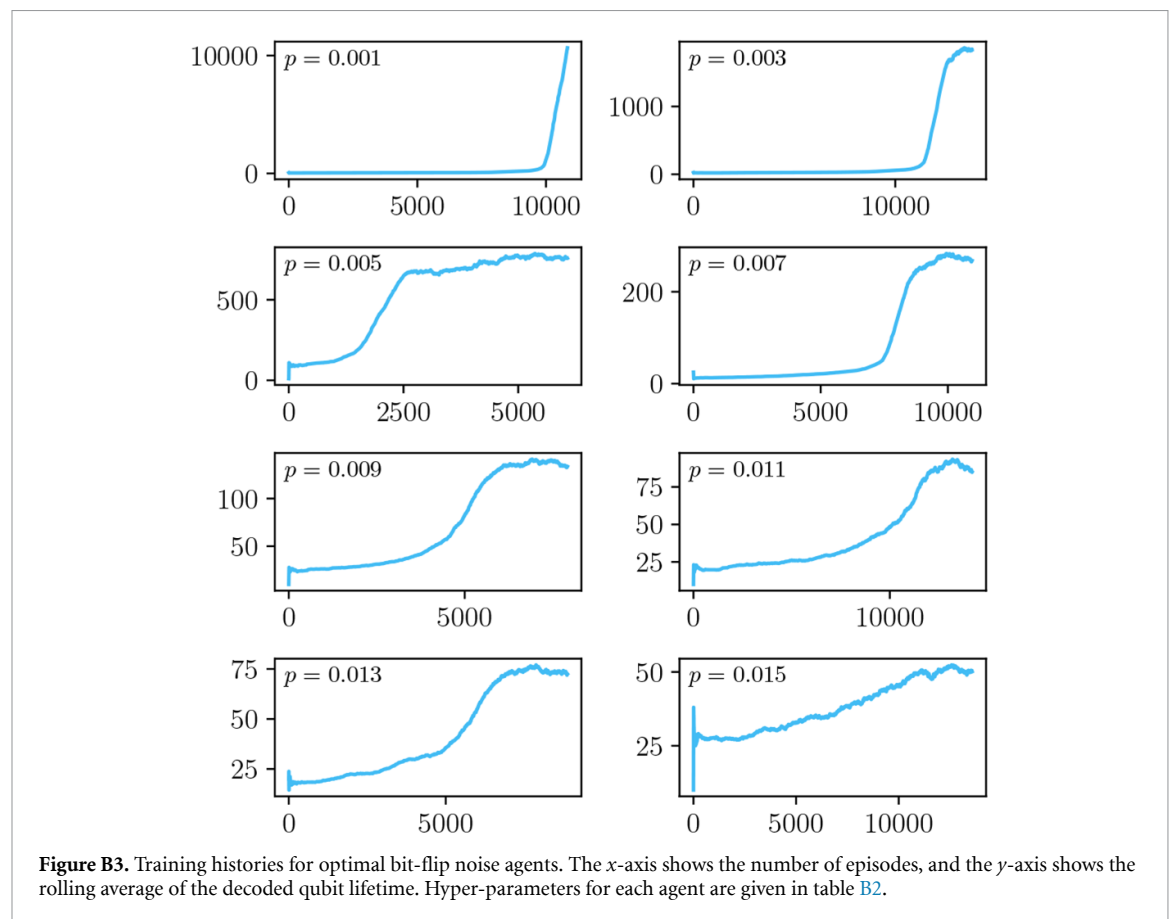 10000
p = 0.001
0
0 5000 10000
p = 0.003
1000
0
0 10000
p = 0.005
500
0
0 2500 5000
p = 0.007
200
0
0 5000 10000
p = 0.009
100
50
0 5000
p = 0.011
75
50
25
0 10000
75
p = 0.013
50
25
0 5000
50
p = 0.015
25
0 5000 10000
Figure B3. Training histories for optimal bit-flip noise agents. The x-axis shows the number of episodes, and the y-axis shows the
rolling average of the decoded qubit lifetime. Hyper-parameters for each agent are given in table B2.